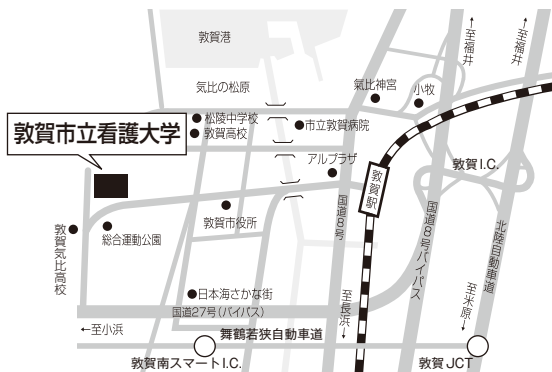 敦賀港
↑至福井
↑至福井
気比の松原
氣比神宮
小牧
松陵中学校
敦賀高校
市立敦賀病院
敦賀市立看護大学
アルプラザ
敦賀駅
敦賀I.C.
敦賀市役所
国道8号
国道8号バイパス
北陸自動車道
敦賀気比高校
総合運動公園
日本海さかな街
国道27号(バイパス)
至長浜↓
至米原↓
←至小浜
舞鶴若狭自動車道
敦賀南スマートI.C.
敦賀JCT